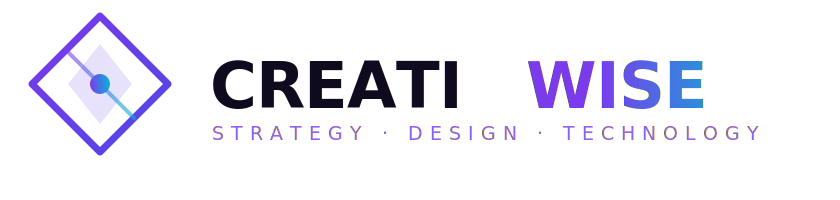 CREATI WISE
STRATEGY · DESIGN · TECHNOLOGY